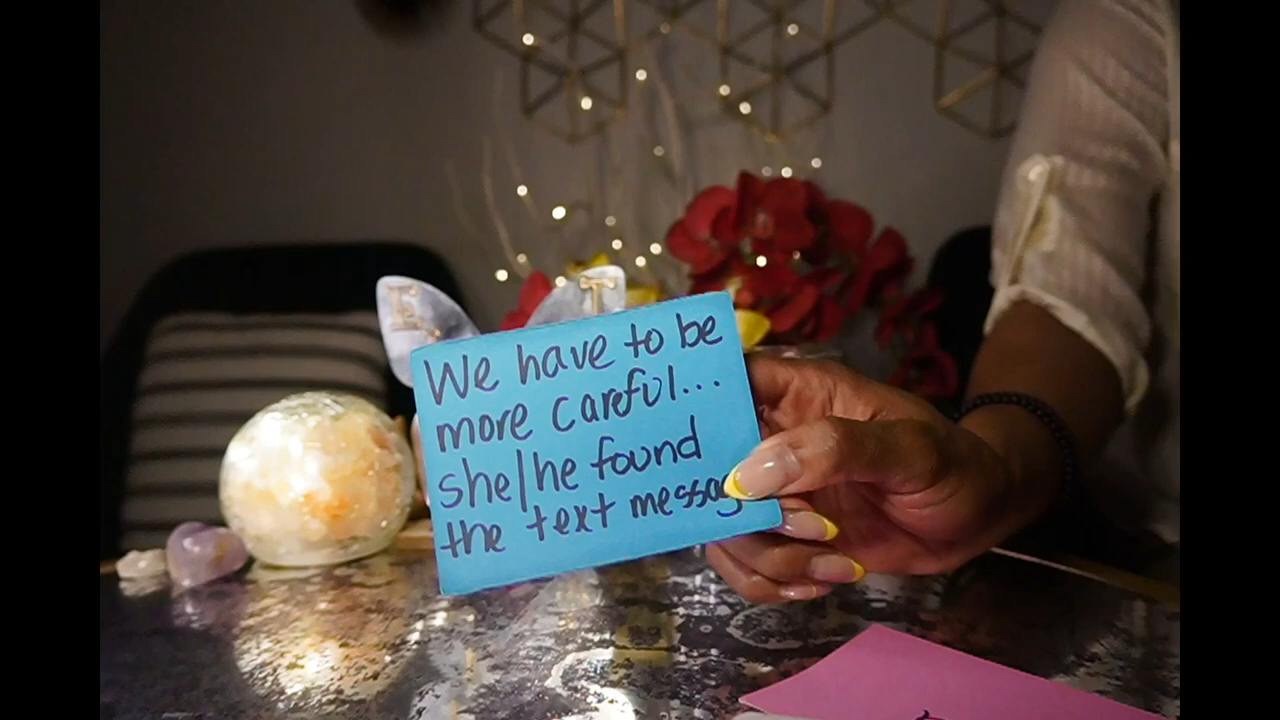 E T
We have to be
more careful...
she/he found
the text messag